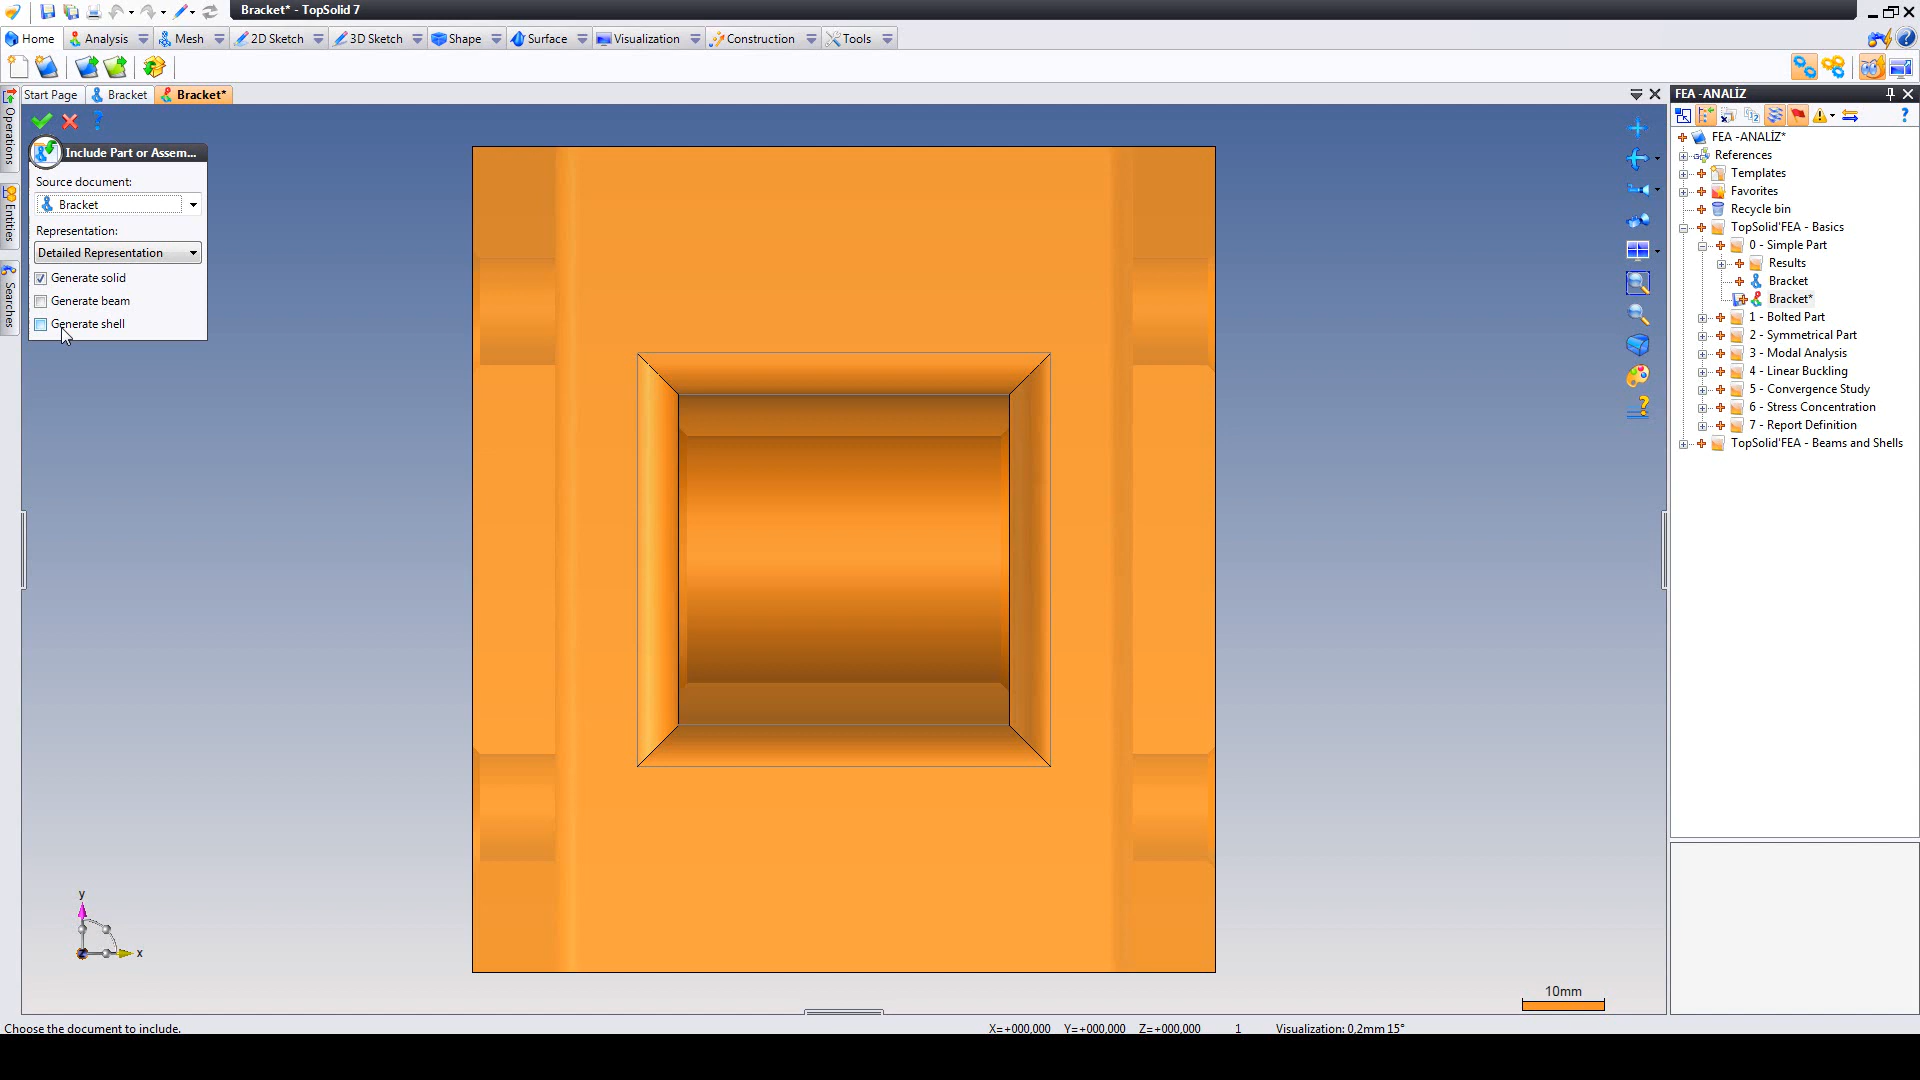 Bracket* - TopSolid 7
Home
Analysis
Mesh
2D Sketch
3D Sketch
Shape
Surface
Visualization
Construction
Tools
Start Page
Bracket
Bracket*
FEA -ANALİZ
Operations
Entities
Searches
Include Part or Assem...
Source document:
Bracket
Representation:
Detailed Representation
Generate solid
Generate beam
Generate shell
FEA -ANALİZ*
References
Templates
Favorites
Recycle bin
TopSolid'FEA - Basics
0 - Simple Part
Results
Bracket
Bracket*
1 - Bolted Part
2 - Symmetrical Part
3 - Modal Analysis
4 - Linear Buckling
5 - Convergence Study
6 - Stress Concentration
7 - Report Definition
TopSolid'FEA - Beams and Shells
y
x
10mm
Choose the document to include.
X=+000,000 Y=+000,000 Z=+000,000 1 Visualization: 0,2mm 15°